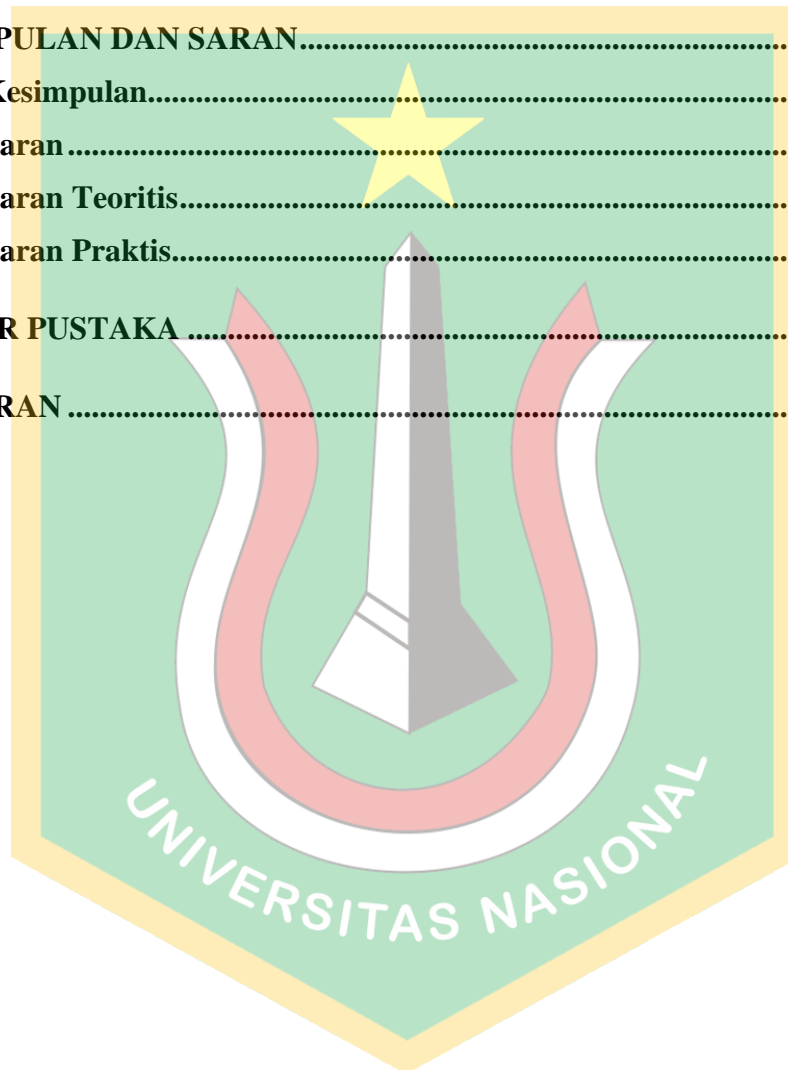 PULAN DAN SARAN..........................................................................
Kesimpulan..........................................................................................
aran........................................................................................................
aran Teoritis.....................................................................................
aran Praktis......................................................................................
R PUSTAKA....................................................................................
RAN........................................................................................................
UNIVERSITAS NASIONAL